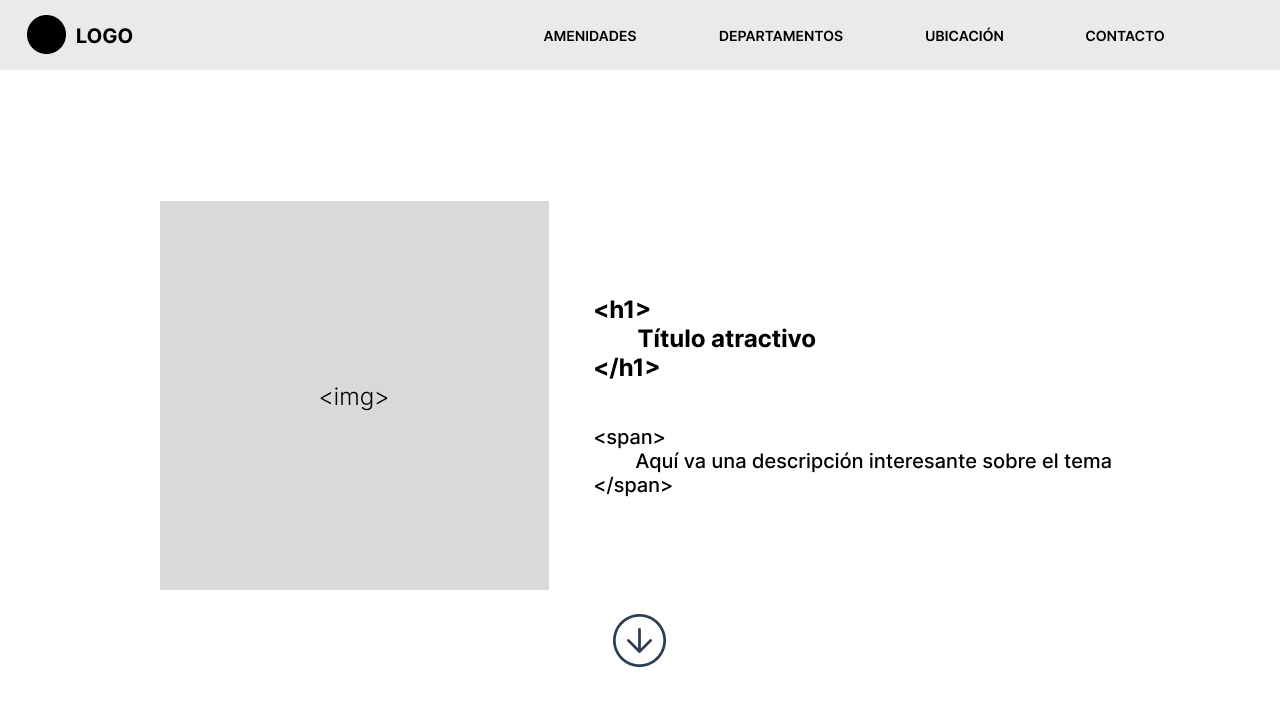 LOGO
AMENIDADES
DEPARTAMENTOS
UBICACIÓN
CONTACTO
<img>
<h1>
Título atractivo
</h1>
<span>
Aquí va una descripción interesante sobre el tema
</span>